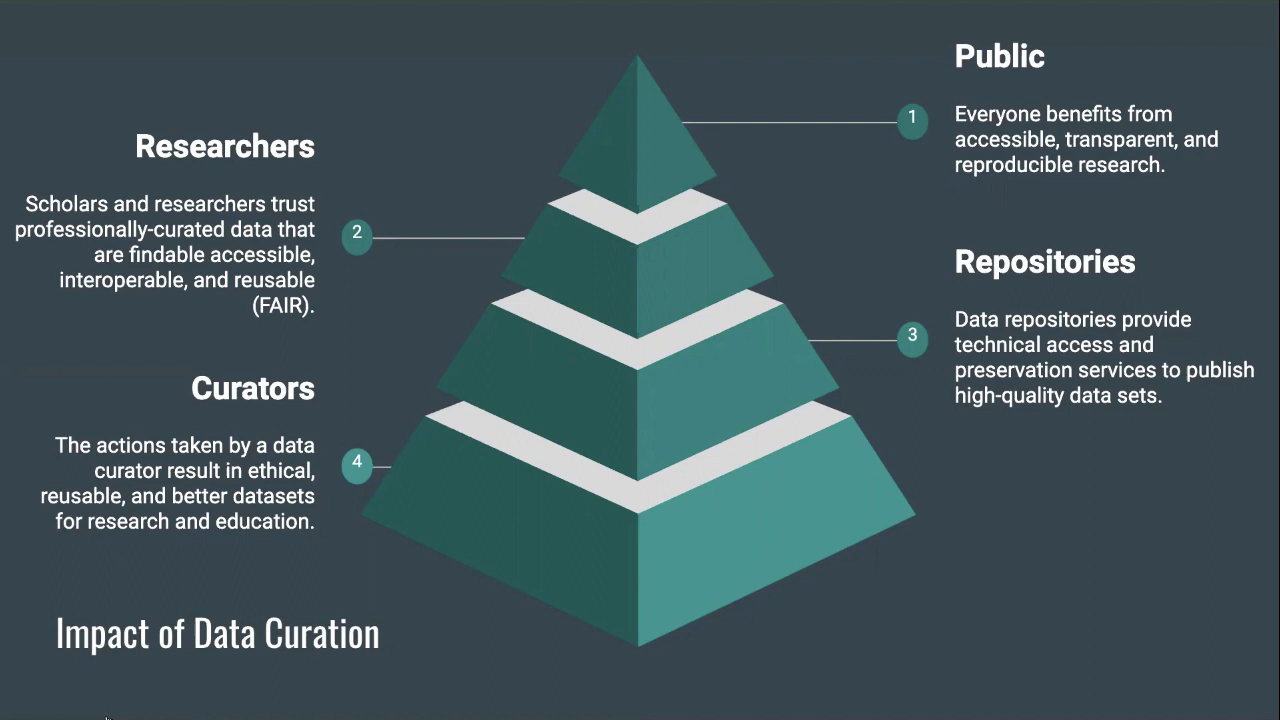 Public
1
Everyone benefits from
accessible, transparent, and
reproducible research.
Researchers
2
Scholars and researchers trust
professionally-curated data that
are findable accessible,
interoperable, and reusable
(FAIR).
Repositories
3
Data repositories provide
technical access and
preservation services to publish
high-quality data sets.
Curators
4
The actions taken by a data
curator result in ethical,
reusable, and better datasets
for research and education.
Impact of Data Curation